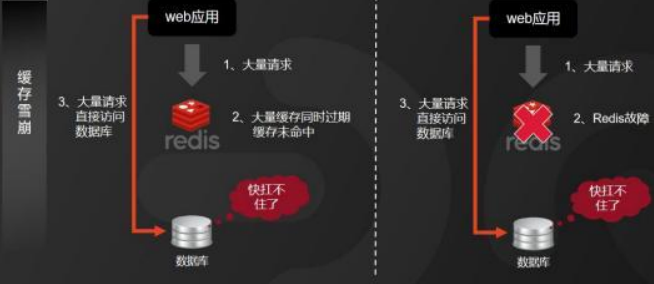 缓存雪崩
web应用
1、大量请求
3、大量请求
直接访问
数据库
2、大量缓存同时过期
缓存未命中
redis
快扛不
住了
数据库
web应用
1、大量请求
3、大量请求
直接访问
数据库
2、Redis故障
redis
快扛不
住了
数据库